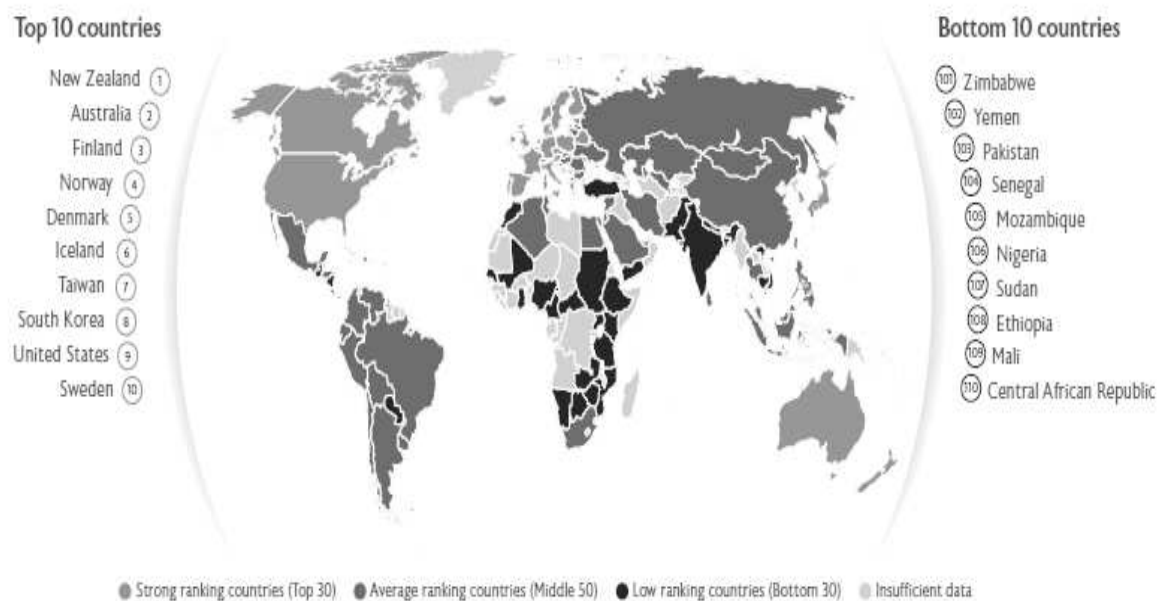 Top 10 countries
New Zealand 1
Australia 2
Finland 3
Norway 4
Denmark 5
Iceland 6
Taiwan 7
South Korea 8
United States 9
Sweden 10
Bottom 10 countries
101 Zimbabwe
102 Yemen
103 Pakistan
104 Senegal
105 Mozambique
106 Nigeria
107 Sudan
108 Ethiopia
109 Mali
110 Central African Republic
Strong ranking countries (Top 30) Average ranking countries (Middle 50) Low ranking countries (Bottom 30) Insufficient data